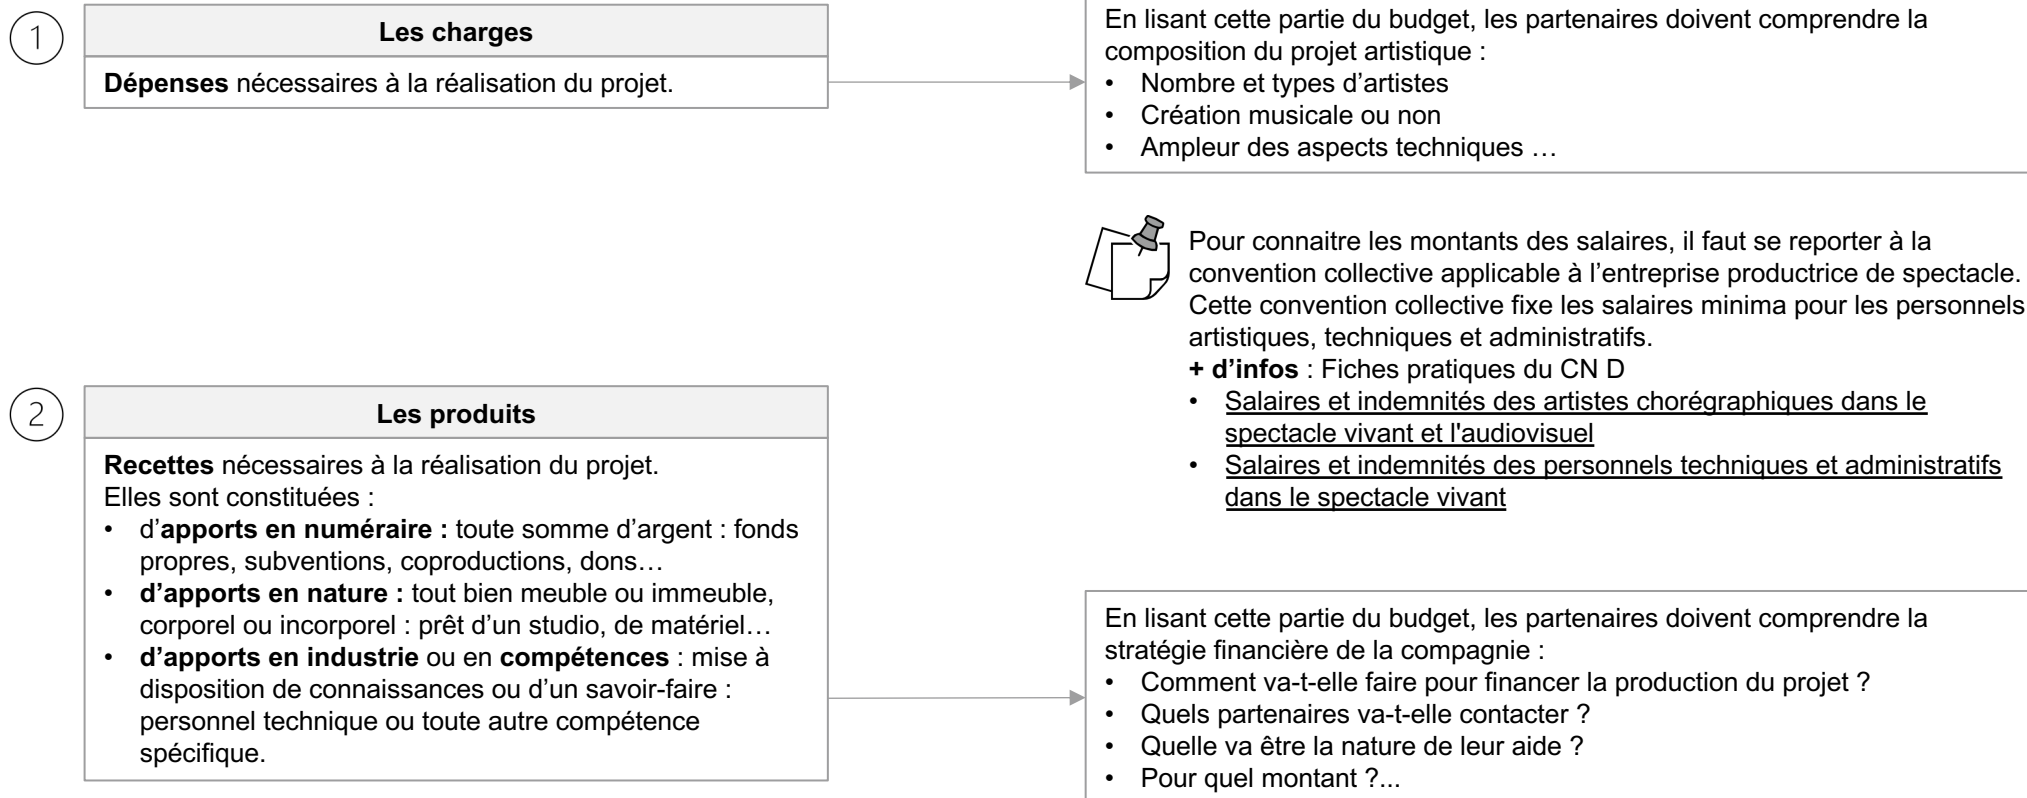 1
Les charges
Dépenses nécessaires à la réalisation du projet.
En lisant cette partie du budget, les partenaires doivent comprendre la
composition du projet artistique :
• Nombre et types d’artistes
• Création musicale ou non
• Ampleur des aspects techniques …
Pour connaitre les montants des salaires, il faut se reporter à la
convention collective applicable à l’entreprise productrice de spectacle.
Cette convention collective fixe les salaires minima pour les personnels
artistiques, techniques et administratifs.
+ d’infos : Fiches pratiques du CN D
• Salaires et indemnités des artistes chorégraphiques dans le
spectacle vivant et l'audiovisuel
• Salaires et indemnités des personnels techniques et administratifs
dans le spectacle vivant
2
Les produits
Recettes nécessaires à la réalisation du projet.
Elles sont constituées :
• d’apports en numéraire : toute somme d’argent : fonds
propres, subventions, coproductions, dons…
• d’apports en nature : tout bien meuble ou immeuble,
corporel ou incorporel : prêt d’un studio, de matériel…
• d’apports en industrie ou en compétences : mise à
disposition de connaissances ou d’un savoir-faire :
personnel technique ou toute autre compétence
spécifique.
En lisant cette partie du budget, les partenaires doivent comprendre la
stratégie financière de la compagnie :
• Comment va-t-elle faire pour financer la production du projet ?
• Quels partenaires va-t-elle contacter ?
• Quelle va être la nature de leur aide ?
• Pour quel montant ?...